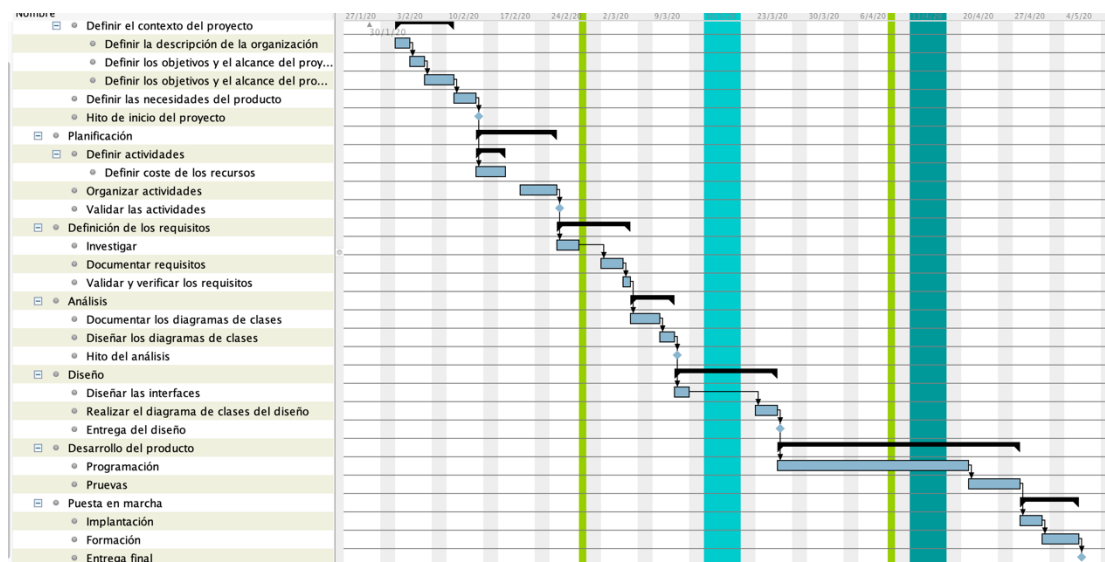 Nombre
27/1/20 3/2/20 10/2/20 17/2/20 24/2/20 2/3/20 9/3/20 23/3/20 30/3/20 6/4/20 20/4/20 27/4/20 4/5/20
30/1/20
Definir el contexto del proyecto
Definir la descripción de la organización
Definir los objetivos y el alcance del proy...
Definir los objetivos y el alcance del pro...
Definir las necesidades del producto
Hito de inicio del proyecto
Planificación
Definir actividades
Definir coste de los recursos
Organizar actividades
Validar las actividades
Definición de los requisitos
Investigar
Documentar requisitos
Validar y verificar los requisitos
Análisis
Documentar los diagramas de clases
Diseñar los diagramas de clases
Hito del análisis
Diseño
Diseñar las interfaces
Realizar el diagrama de clases del diseño
Entrega del diseño
Desarrollo del producto
Programación
Pruevas
Puesta en marcha
Implantación
Formación
Entrega final